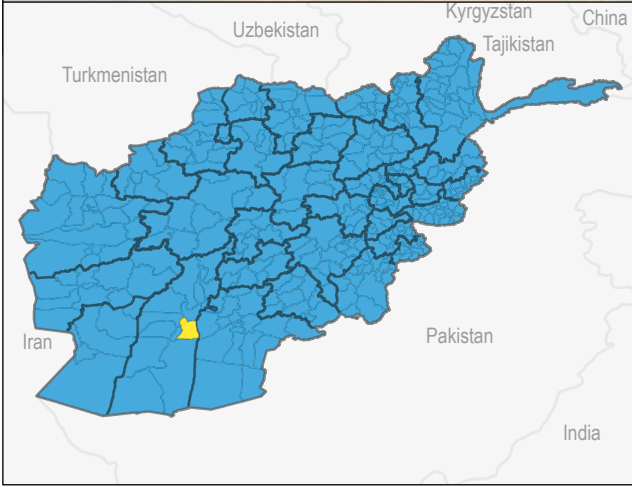 Kyrgyzstan
China
Uzbekistan
Tajikistan
Turkmenistan
Iran
Pakistan
India